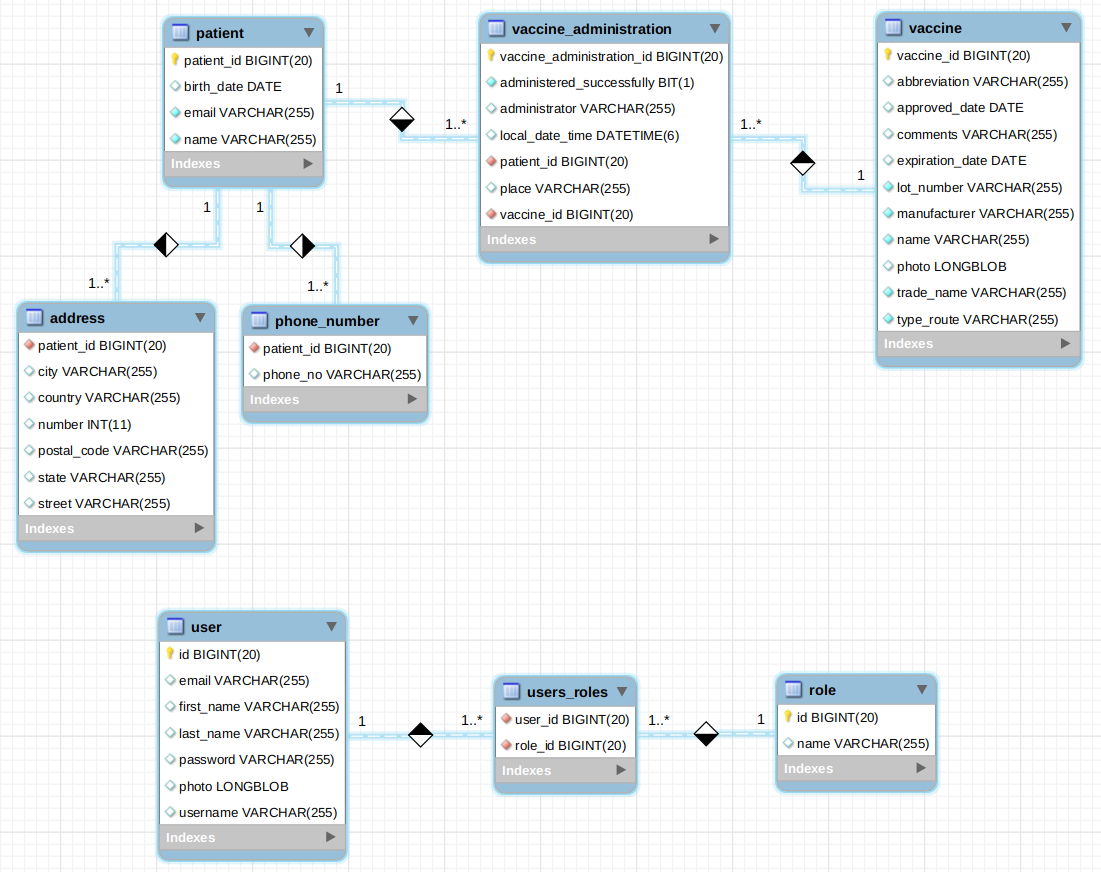 patient
patient_id BIGINT(20)
birth_date DATE
email VARCHAR(255)
name VARCHAR(255)
Indexes
1
1..*
vaccine_administration
vaccine_administration_id BIGINT(20)
administered_successfully BIT(1)
administrator VARCHAR(255)
local_date_time DATETIME(6)
patient_id BIGINT(20)
place VARCHAR(255)
vaccine_id BIGINT(20)
Indexes
1..*
1
vaccine
vaccine_id BIGINT(20)
abbreviation VARCHAR(255)
approved_date DATE
comments VARCHAR(255)
expiration_date DATE
lot_number VARCHAR(255)
manufacturer VARCHAR(255)
name VARCHAR(255)
photo LONGBLOB
trade_name VARCHAR(255)
type_route VARCHAR(255)
Indexes
1
1..*
1
1..*
address
patient_id BIGINT(20)
city VARCHAR(255)
country VARCHAR(255)
number INT(11)
postal_code VARCHAR(255)
state VARCHAR(255)
street VARCHAR(255)
Indexes
phone_number
patient_id BIGINT(20)
phone_no VARCHAR(255)
Indexes
user
id BIGINT(20)
email VARCHAR(255)
first_name VARCHAR(255)
last_name VARCHAR(255)
password VARCHAR(255)
photo LONGBLOB
username VARCHAR(255)
Indexes
1
1..*
users_roles
user_id BIGINT(20)
role_id BIGINT(20)
Indexes
1..*
1
role
id BIGINT(20)
name VARCHAR(255)
Indexes